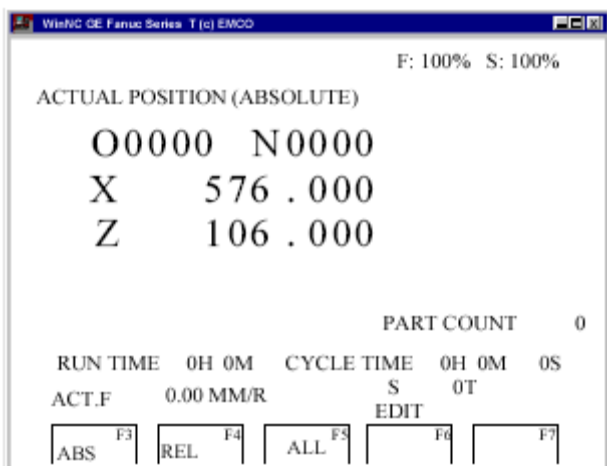 WinNC GE Fanuc Series T (c) EMCO
F: 100% S: 100%
ACTUAL POSITION (ABSOLUTE)
O0000 N0000
X 576 . 000
Z 106 . 000
PART COUNT 0
RUN TIME 0H 0M CYCLE TIME 0H 0M 0S
ACT.F 0.00 MM/R S 0T
EDIT
F3 F4 F5 F6 F7
ABS REL ALL